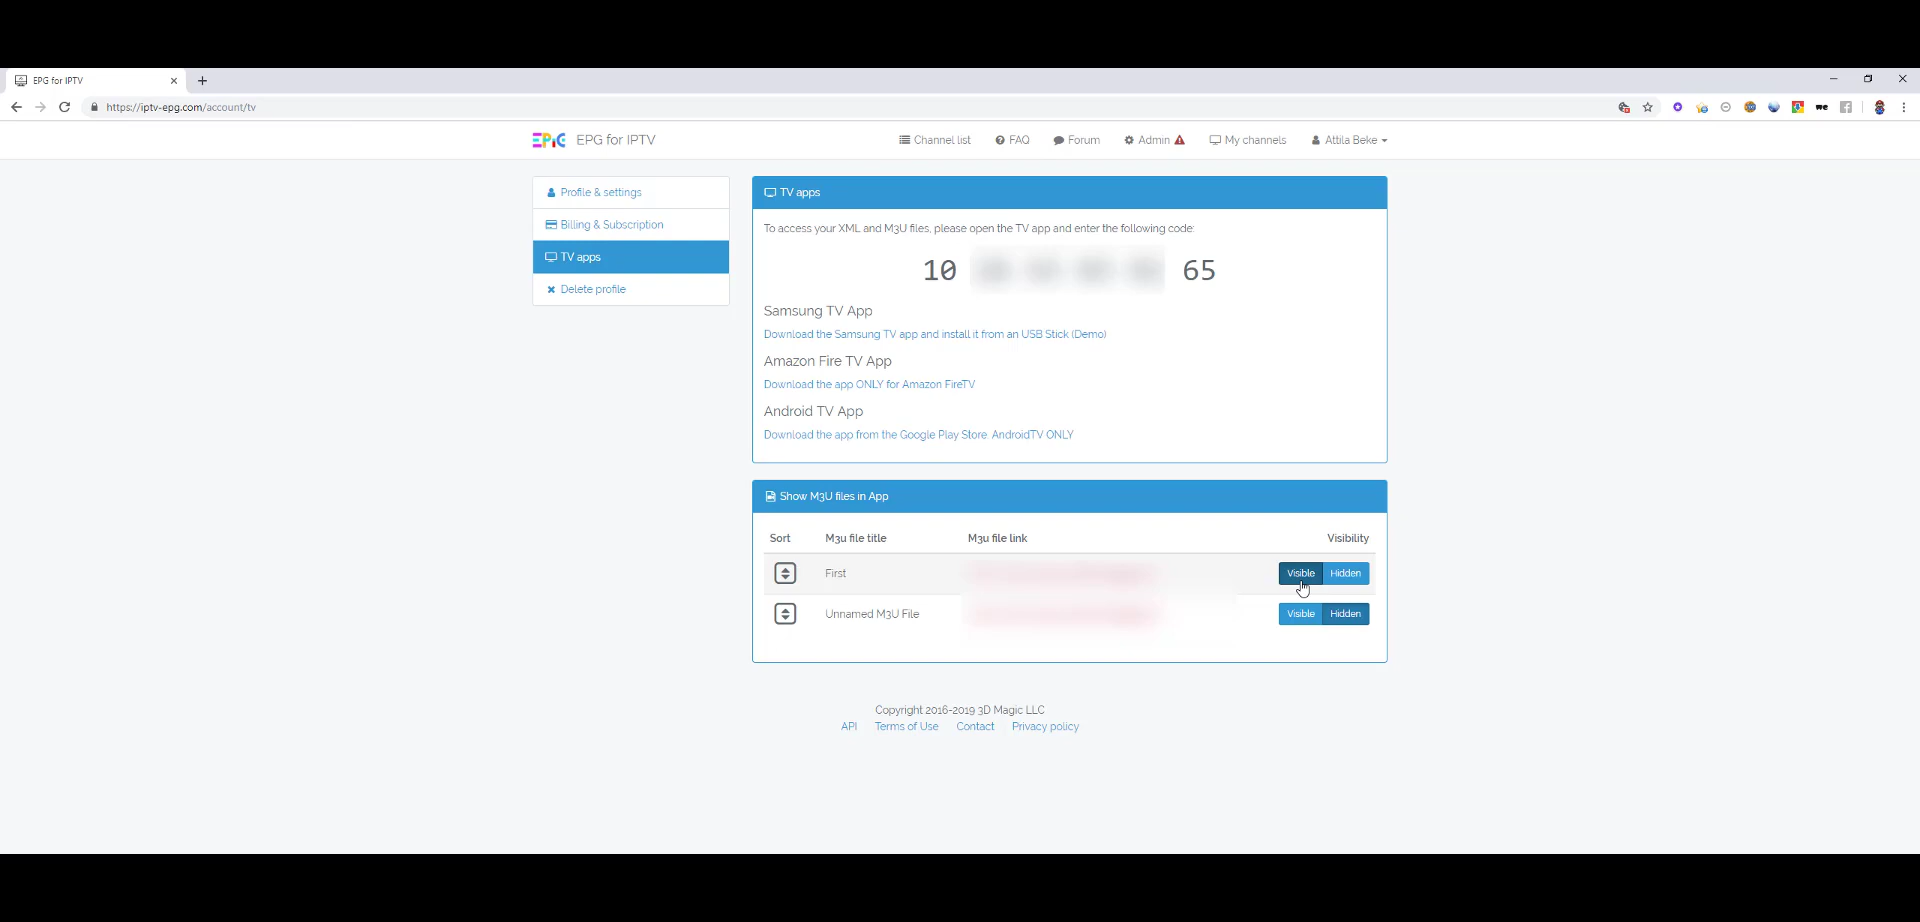 EPG for IPTV
https://iptv-epg.com/account/tv
EPiC EPG for IPTV
Channel list FAQ Forum Admin My channels Attila Beke
Profile & settings
Billing & Subscription
TV apps
Delete profile
TV apps
To access your XML and M3U files, please open the TV app and enter the following code:
10 65
Samsung TV App
Download the Samsung TV app and install it from an USB Stick (Demo)
Amazon Fire TV App
Download the app ONLY for Amazon FireTV
Android TV App
Download the app from the Google Play Store. AndroidTV ONLY
Show M3U files in App
Sort M3u file title M3u file link Visibility
First Visible Hidden
Unnamed M3U File Visible Hidden
Copyright 2016-2019 3D Magic LLC
API Terms of Use Contact Privacy policy